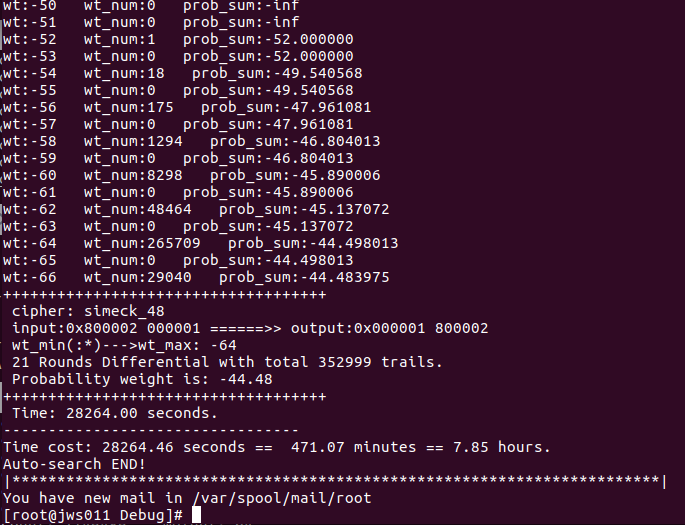 wt:-50 wt_num:0 prob_sum:-inf
wt:-51 wt_num:0 prob_sum:-inf
wt:-52 wt_num:1 prob_sum:-52.000000
wt:-53 wt_num:0 prob_sum:-52.000000
wt:-54 wt_num:18 prob_sum:-49.540568
wt:-55 wt_num:0 prob_sum:-49.540568
wt:-56 wt_num:175 prob_sum:-47.961081
wt:-57 wt_num:0 prob_sum:-47.961081
wt:-58 wt_num:1294 prob_sum:-46.804013
wt:-59 wt_num:0 prob_sum:-46.804013
wt:-60 wt_num:8298 prob_sum:-45.890006
wt:-61 wt_num:0 prob_sum:-45.890006
wt:-62 wt_num:48464 prob_sum:-45.137072
wt:-63 wt_num:0 prob_sum:-45.137072
wt:-64 wt_num:265709 prob_sum:-44.498013
wt:-65 wt_num:0 prob_sum:-44.498013
wt:-66 wt_num:29040 prob_sum:-44.483975
++++++++++++++++++++++++++++++++++++
cipher: simeck_48
input:0x800002 000001 ======>> output:0x000001 800002
wt_min(:*)--->wt_max: -64
21 Rounds Differential with total 352999 trails.
Probability weight is: -44.48
++++++++++++++++++++++++++++++++++++
Time: 28264.00 seconds.
---------------------------------
Time cost: 28264.46 seconds == 471.07 minutes == 7.85 hours.
Auto-search END!
|************************************************************************|
You have new mail in /var/spool/mail/root
[root@jws011 Debug]#